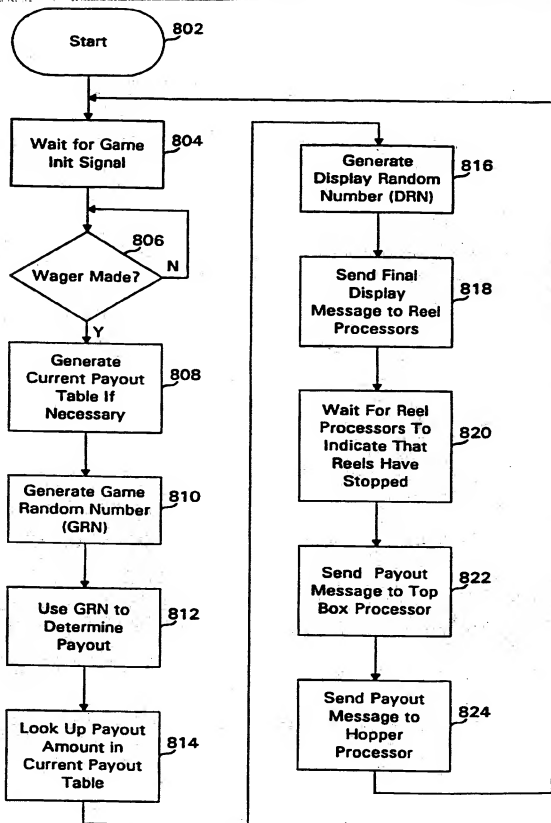 Start
802
Wait for Game
Init Signal
804
806
Wager Made?
N
Y
Generate
Current Payout
Table If
Necessary
808
Generate Game
Random Number
(GRN)
810
Use GRN to
Determine
Payout
812
Look Up Payout
Amount in
Current Payout
Table
814
Generate
Display Random
Number (DRN)
816
Send Final
Display
Message to Reel
Processors
818
Wait For Reel
Processors To
Indicate That
Reels Have
Stopped
820
Send Payout
Message to Top
Box Processor
822
Send Payout
Message to
Hopper
Processor
824